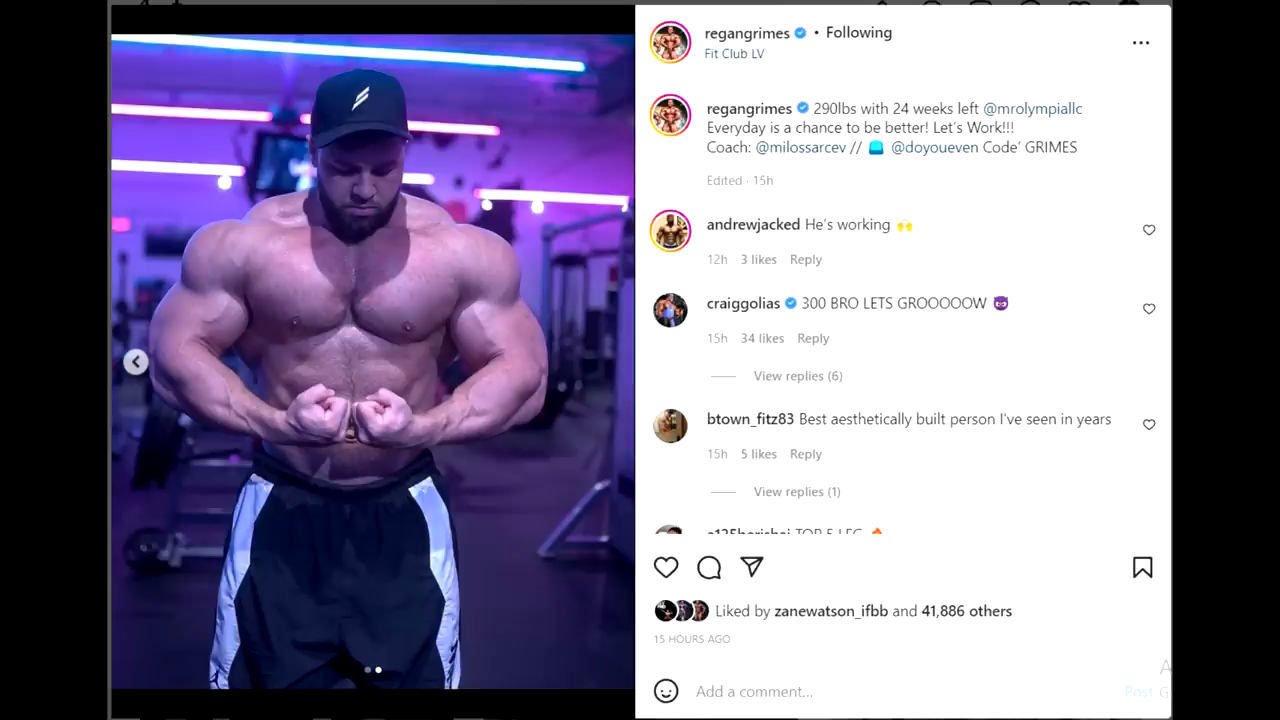 regangrimes • Following
Fit Club LV
regangrimes 290lbs with 24 weeks left @mrolympiallc
Everyday is a chance to be better! Let's Work!!!
Coach: @milossarcev // @doyoueven Code' GRIMES
Edited · 15h
andrewjacked He's working 🙌
12h 3 likes Reply
craiggolias 300 BRO LETS GROOOOOW 😈
15h 34 likes Reply
View replies (6)
btown_fitz83 Best aesthetically built person I've seen in years
15h 5 likes Reply
View replies (1)
Liked by zanewatson_ifbb and 41,886 others
15 HOURS AGO
Add a comment...
Post